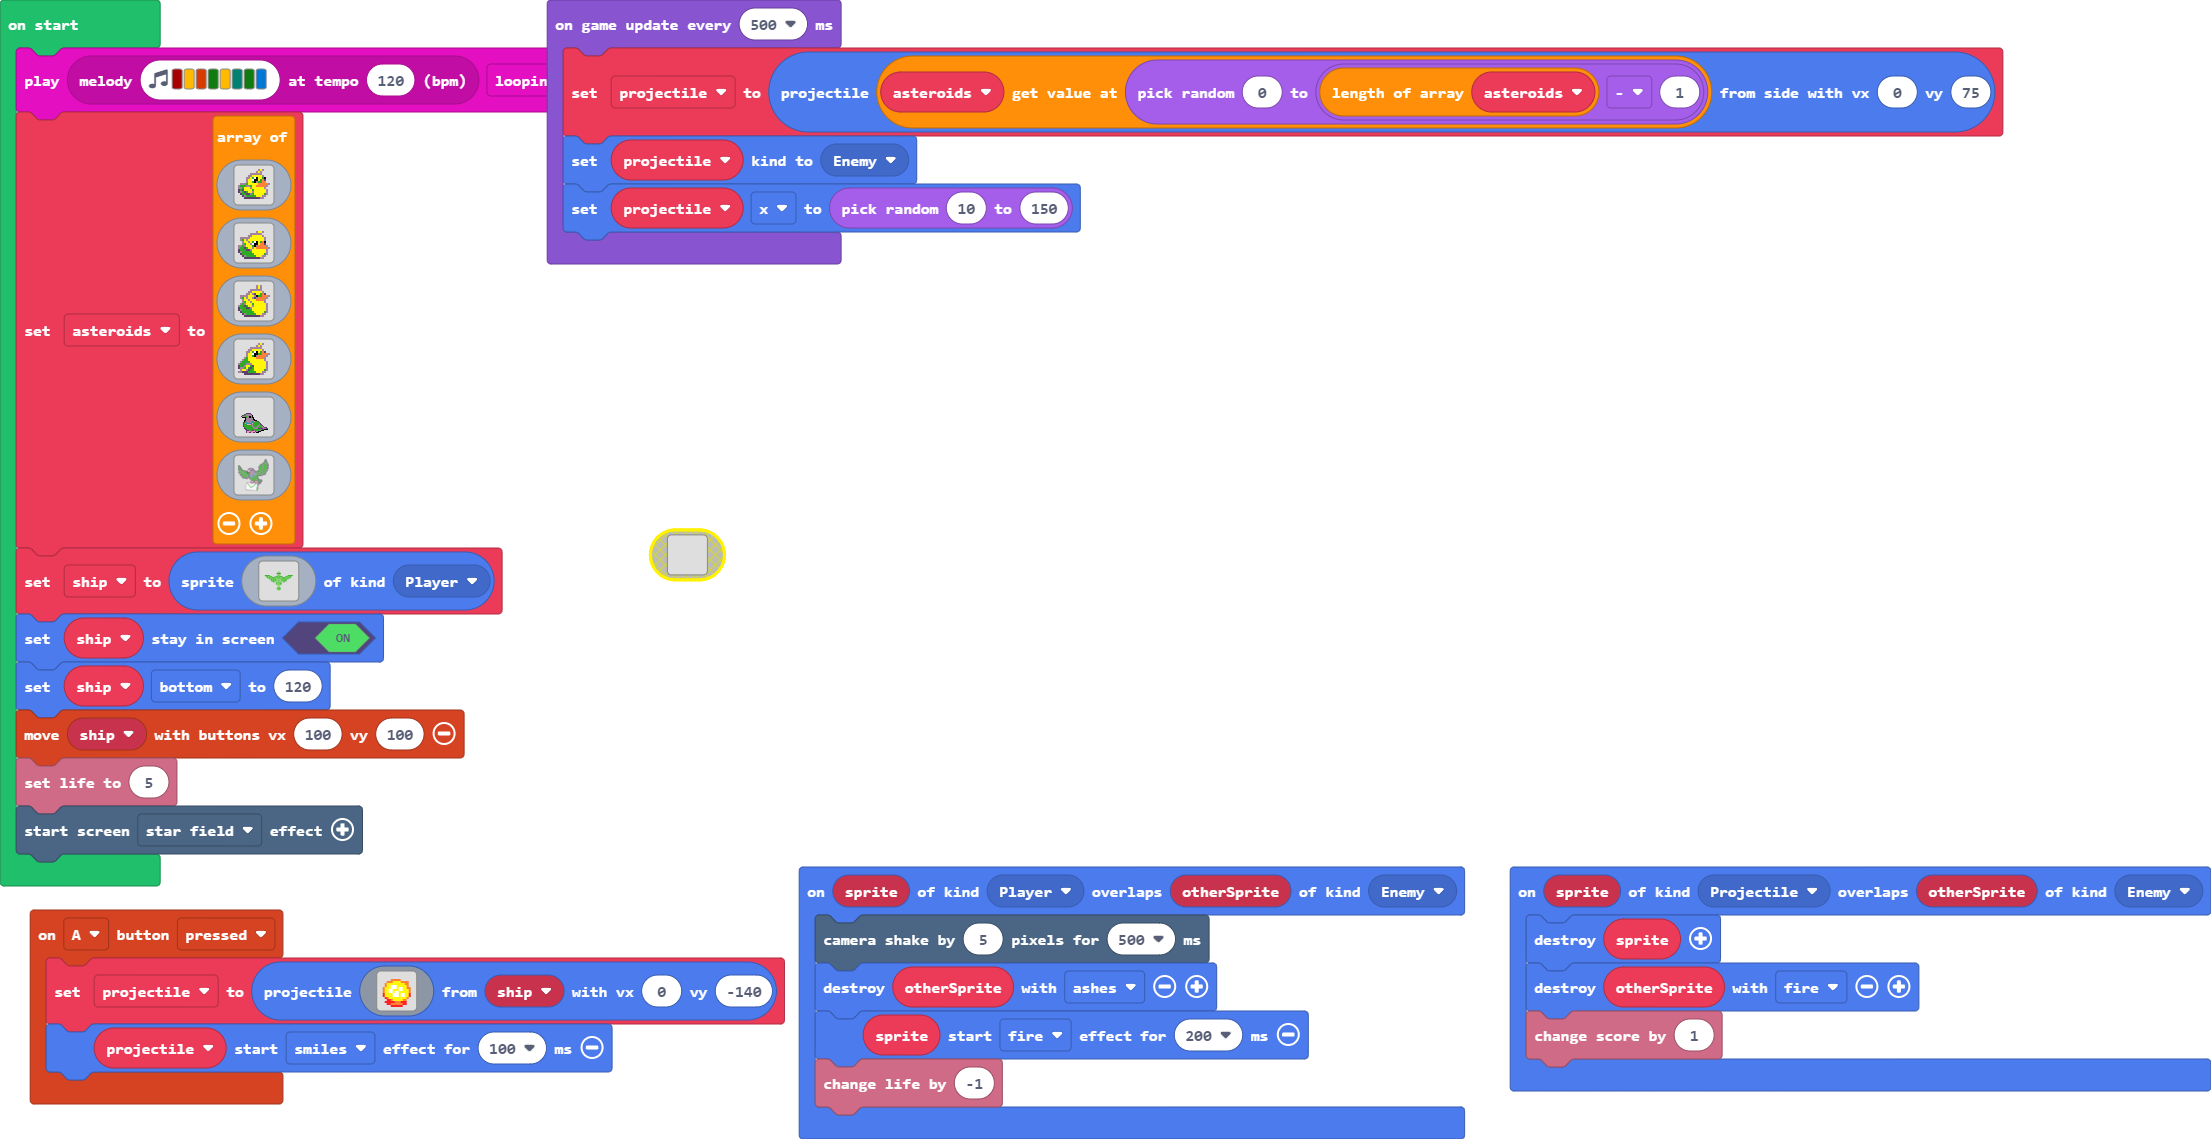 on start
play melody at tempo 120 (bpm) loopin
set asteroids to
array of
set ship to sprite of kind Player
set ship stay in screen ON
set ship bottom to 120
move ship with buttons vx 100 vy 100
set life to 5
start screen star field effect
on game update every 500 ms
set projectile to projectile asteroids get value at pick random 0 to length of array asteroids - 1 from side with vx 0 vy 75
set projectile kind to Enemy
set projectile x to pick random 10 to 150
on A button pressed
set projectile to projectile from ship with vx 0 vy -140
projectile start smiles effect for 100 ms
on sprite of kind Player overlaps otherSprite of kind Enemy
camera shake by 5 pixels for 500 ms
destroy otherSprite with ashes
sprite start fire effect for 200 ms
change life by -1
on sprite of kind Projectile overlaps otherSprite of kind Enemy
destroy sprite
destroy otherSprite with fire
change score by 1